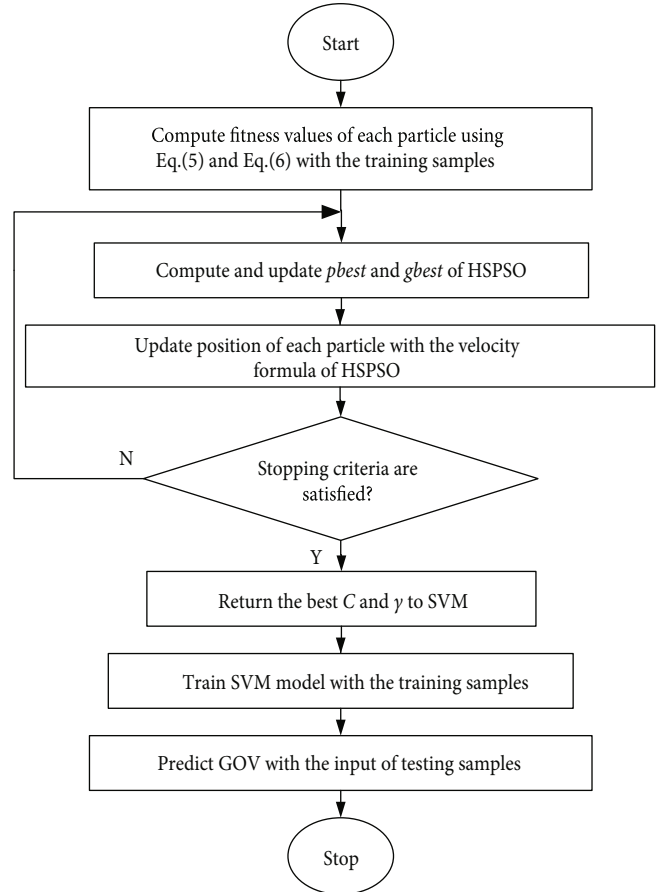 Start
Compute fitness values of each particle using
Eq.(5) and Eq.(6) with the training samples
Compute and update pbest and gbest of HSPSO
Update position of each particle with the velocity
formula of HSPSO
N
Stopping criteria are
satisfied?
Y
Return the best C and γ to SVM
Train SVM model with the training samples
Predict GOV with the input of testing samples
Stop